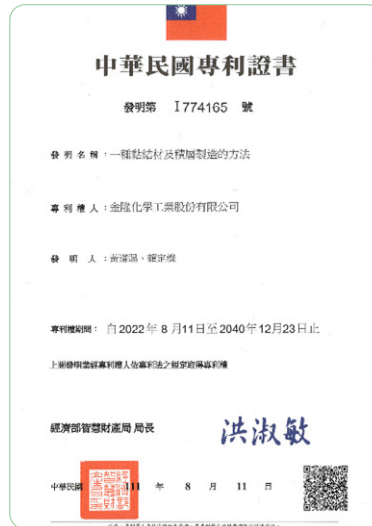 中華民國專利證書
發明第 I774165 號
發明名稱：一種黏結材及積層製造的方法
專利權人：金隆化學工業股份有限公司
發明人：
專利權期間：自2022年8月11日至2040年12月23日止
上開發明業經專利權人依專利法之規定取得專利權
經濟部智慧財產局 局長 洪淑敏
中華民國 111 年 8 月 11 日